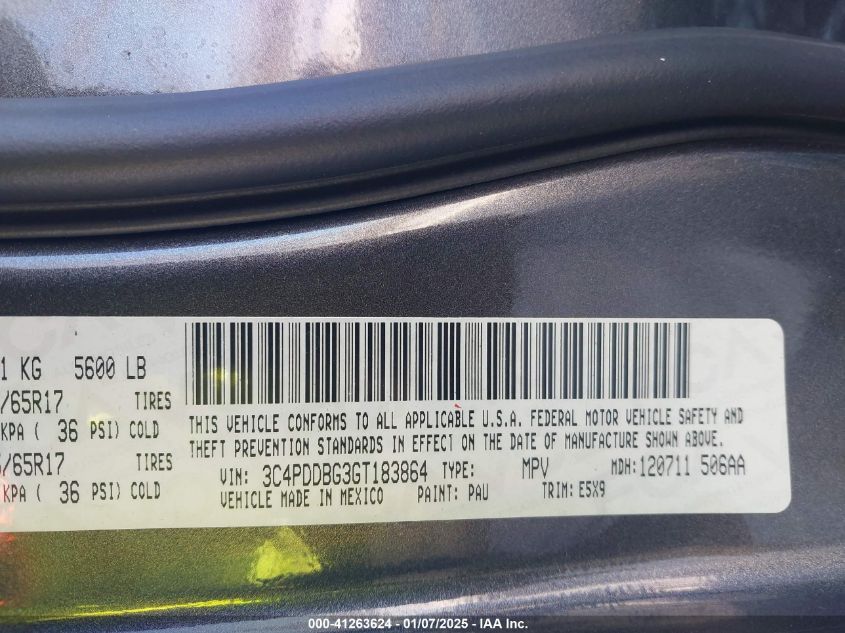 1 KG 5600 LB
/65R17 TIRES
KPA ( 36 PSI) COLD
/65R17 TIRES
KPA ( 36 PSI) COLD
THIS VEHICLE CONFORMS TO ALL APPLICABLE U.S.A. FEDERAL MOTOR VEHICLE SAFETY AND
THEFT PREVENTION STANDARDS IN EFFECT ON THE DATE OF MANUFACTURE SHOWN ABOVE.
VIN: 3C4PDDBG3GT183864 TYPE: MPV MDH: 120711 506AA
VEHICLE MADE IN MEXICO PAINT: PAU TRIM: E5X9
000-41263624 - 01/07/2025 - IAA Inc.